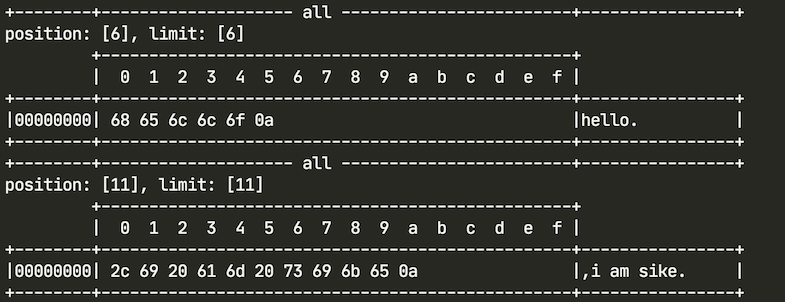 +--------+-------------------- all ------------------------+----------------+
position: [6], limit: [6]
         +-------------------------------------------------+
         |  0  1  2  3  4  5  6  7  8  9  a  b  c  d  e  f |
+--------+-------------------------------------------------+----------------+
|00000000| 68 65 6c 6c 6f 0a                               |hello.          |
+--------+-------------------------------------------------+----------------+
+--------+-------------------- all ------------------------+----------------+
position: [11], limit: [11]
         +-------------------------------------------------+
         |  0  1  2  3  4  5  6  7  8  9  a  b  c  d  e  f |
+--------+-------------------------------------------------+----------------+
|00000000| 2c 69 20 61 6d 20 73 69 6b 65 0a                |,i am sike.     |
+--------+-------------------------------------------------+----------------+